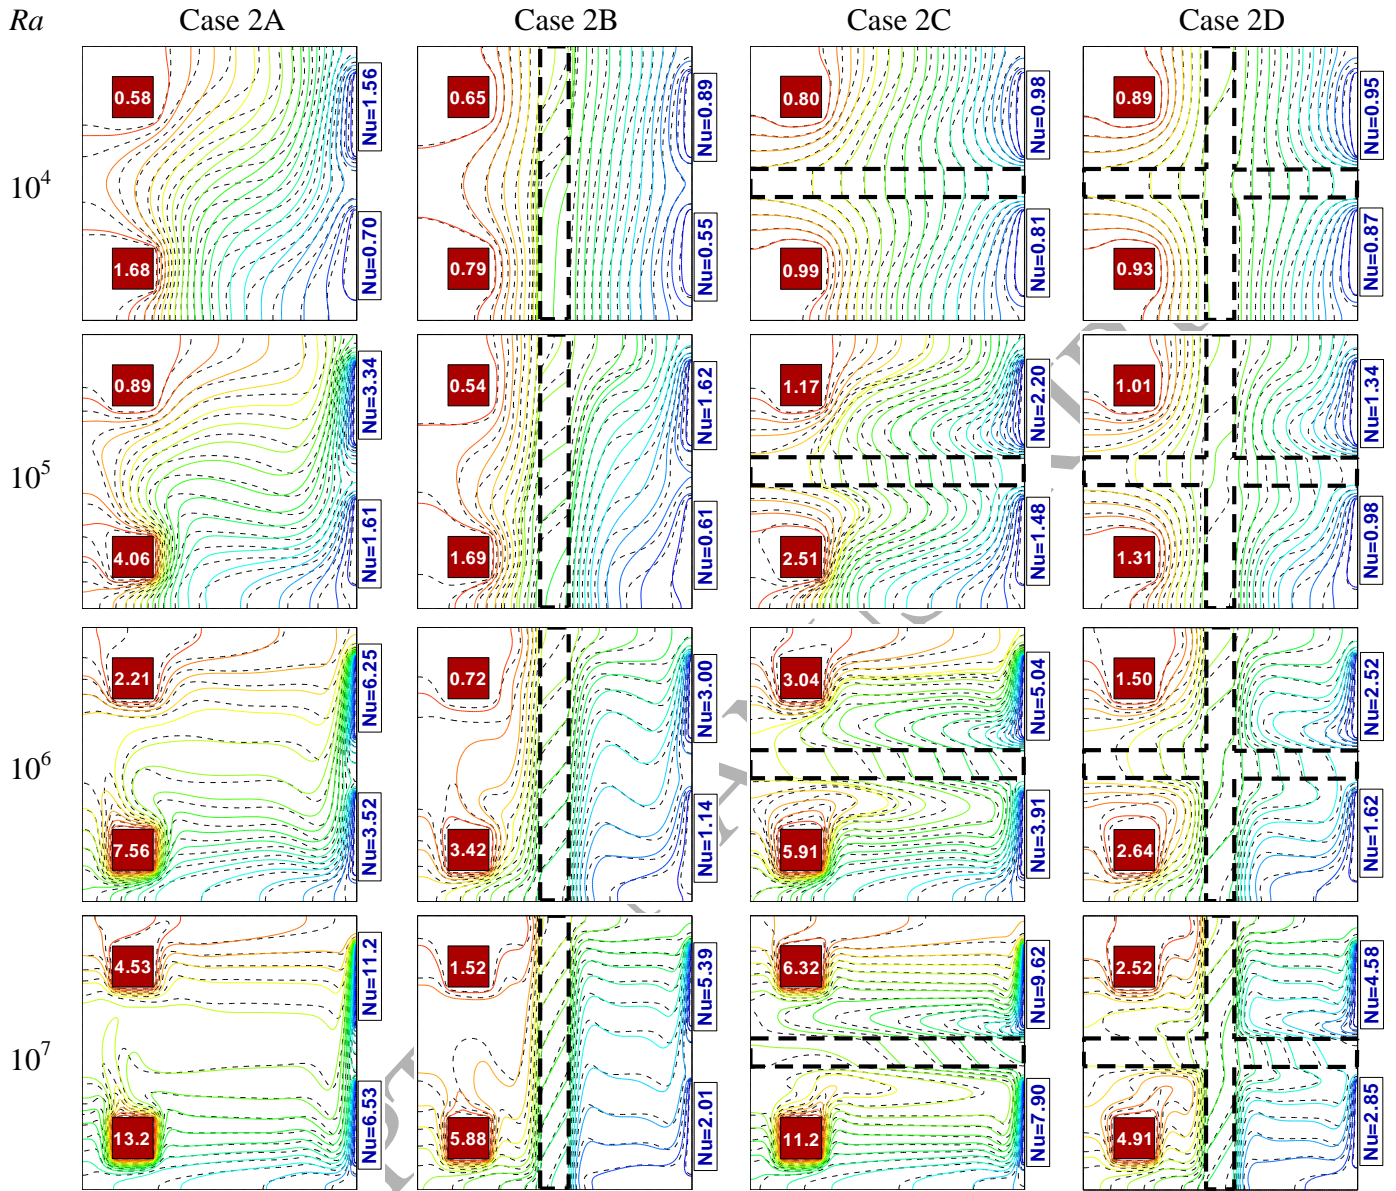 Ra Case 2A Case 2B Case 2C Case 2D
0.58 Nu=1.56 0.65 Nu=0.89 0.80 Nu=0.98 0.89 Nu=0.95
10^4
1.68 Nu=0.70 0.79 Nu=0.55 0.99 Nu=0.81 0.93 Nu=0.87
0.89 Nu=3.34 0.54 Nu=1.62 1.17 Nu=2.20 1.01 Nu=1.34
10^5
4.06 Nu=1.61 1.69 Nu=0.61 2.51 Nu=1.48 1.31 Nu=0.98
2.21 Nu=6.25 0.72 Nu=3.00 3.04 Nu=5.04 1.50 Nu=2.52
10^6
7.56 Nu=3.52 3.42 Nu=1.14 5.91 Nu=3.91 2.64 Nu=1.62
4.53 Nu=11.2 1.52 Nu=5.39 6.32 Nu=9.62 2.52 Nu=4.58
10^7
13.2 Nu=6.53 5.88 Nu=2.01 11.2 Nu=7.90 4.91 Nu=2.85